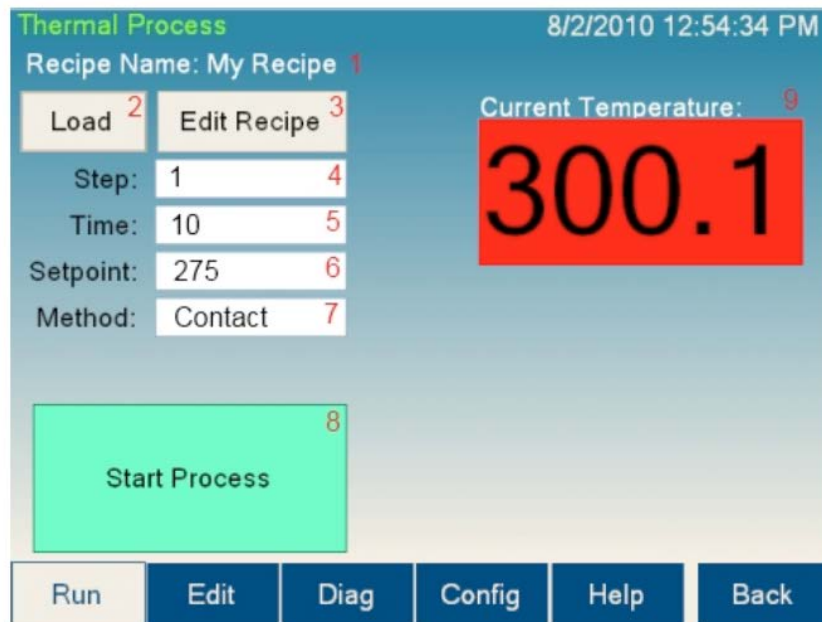 Thermal Process 8/2/2010 12:54:34 PM
Recipe Name: My Recipe 1
Load 2 Edit Recipe 3
Current Temperature: 9
300.1
Step: 1 4
Time: 10 5
Setpoint: 275 6
Method: Contact 7
8
Start Process
Run Edit Diag Config Help Back